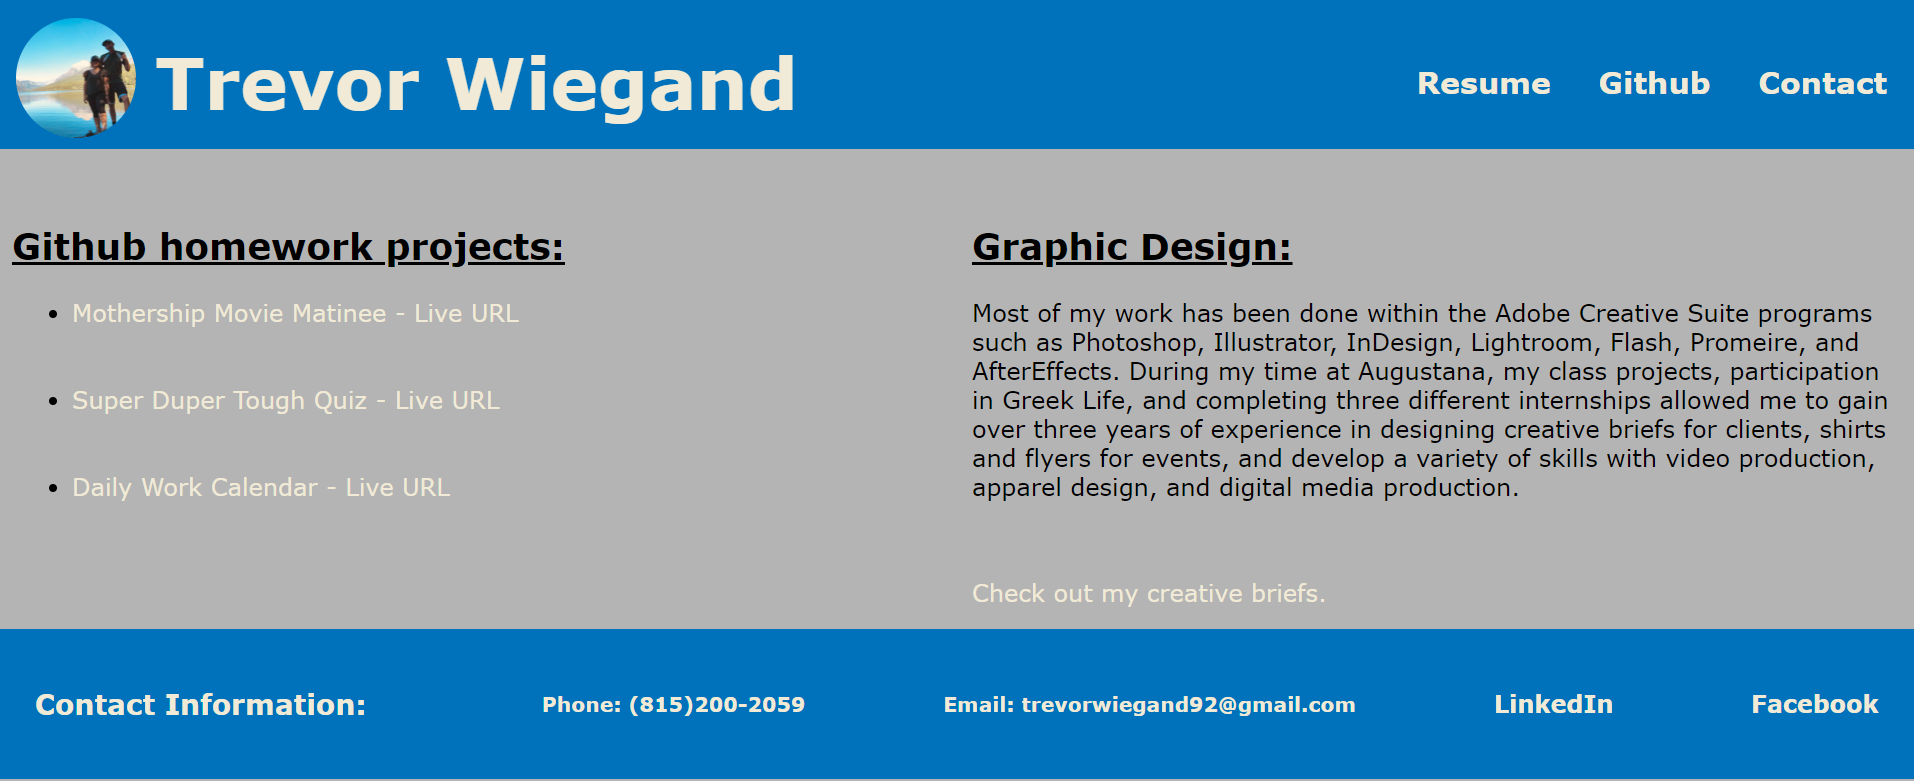 Trevor Wiegand
Resume Github Contact
Github homework projects:
Mothership Movie Matinee - Live URL
Super Duper Tough Quiz - Live URL
Daily Work Calendar - Live URL
Graphic Design:
Most of my work has been done within the Adobe Creative Suite programs
such as Photoshop, Illustrator, InDesign, Lightroom, Flash, Promeire, and
AfterEffects. During my time at Augustana, my class projects, participation
in Greek Life, and completing three different internships allowed me to gain
over three years of experience in designing creative briefs for clients, shirts
and flyers for events, and develop a variety of skills with video production,
apparel design, and digital media production.
Check out my creative briefs.
Contact Information: Phone: (815)200-2059 Email: trevorwiegand92@gmail.com LinkedIn Facebook